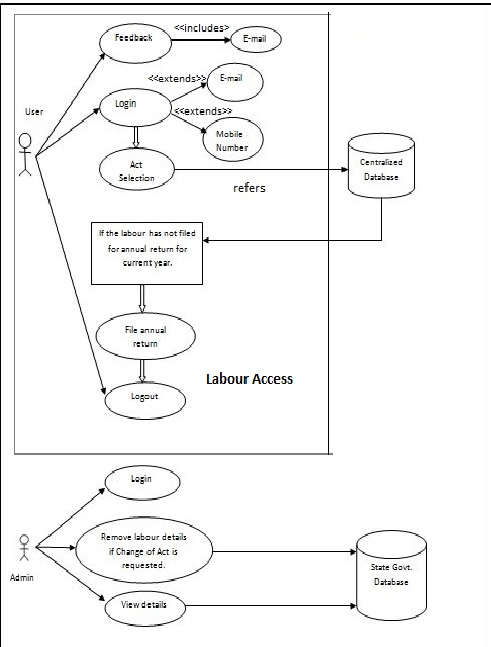 <<includes>
Feedback
E-mail
<<extends>>
E-mail
Login
<<extends>>
User
Mobile
Number
Act
Selection
Centralized
Database
refers
If the labour has not filed
for annual return for
current year.
File annual
return
Labour Access
Logout
Login
Remove labour details
if Change of Act is
requested.
Admin
State Govt.
Database
View details